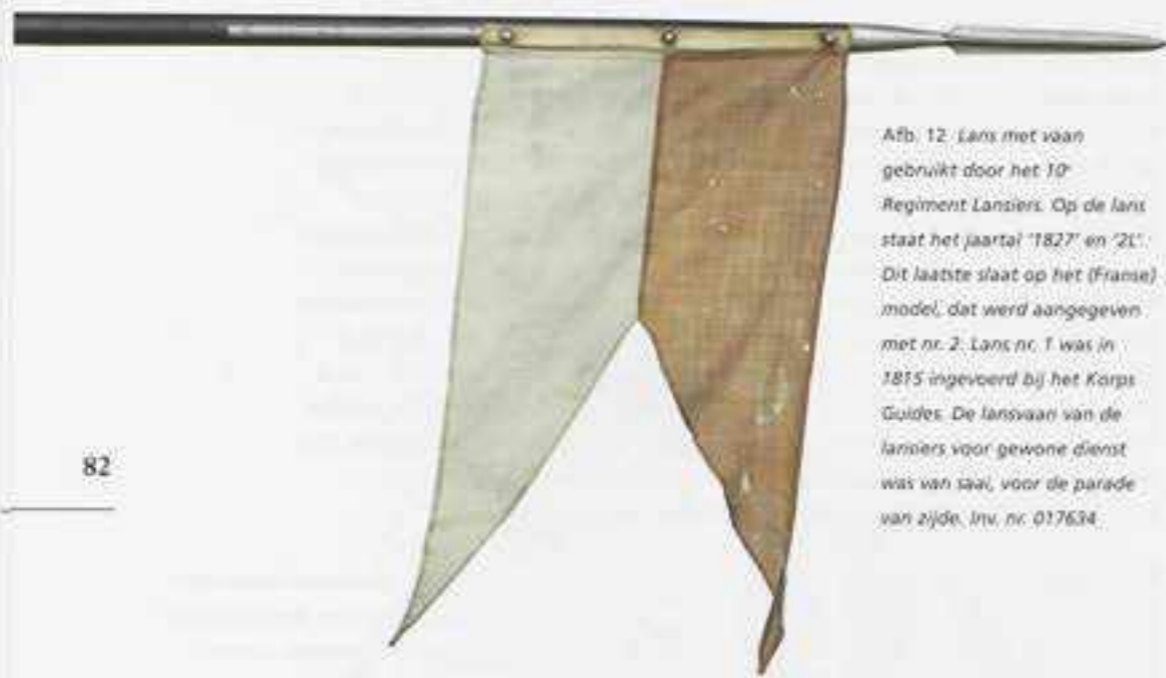 Afb. 12 Lans met vaan
gebruikt door het 10e
Regiment Lansiers. Op de lans
staat het jaartal '1827' en '2L'.
Dit laatste slaat op het (Franse)
model, dat werd aangegeven
met nr. 2. Lans nr. 1 was in
1815 ingevoerd bij het Korps
Guides. De lansvaan van de
lansiers voor gewone dienst
was van saai, voor de parade
van zijde. Inv. nr. 017634
82